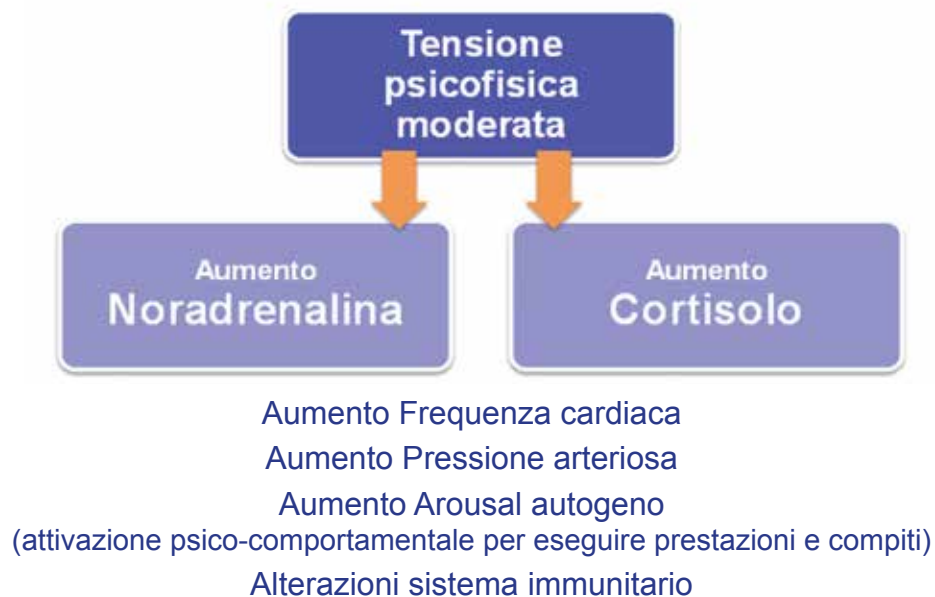 Tensione
psicofisica
moderata
Aumento
Noradrenalina
Aumento
Cortisolo
Aumento Frequenza cardiaca
Aumento Pressione arteriosa
Aumento Arousal autogeno
(attivazione psico-comportamentale per eseguire prestazioni e compiti)
Alterazioni sistema immunitario